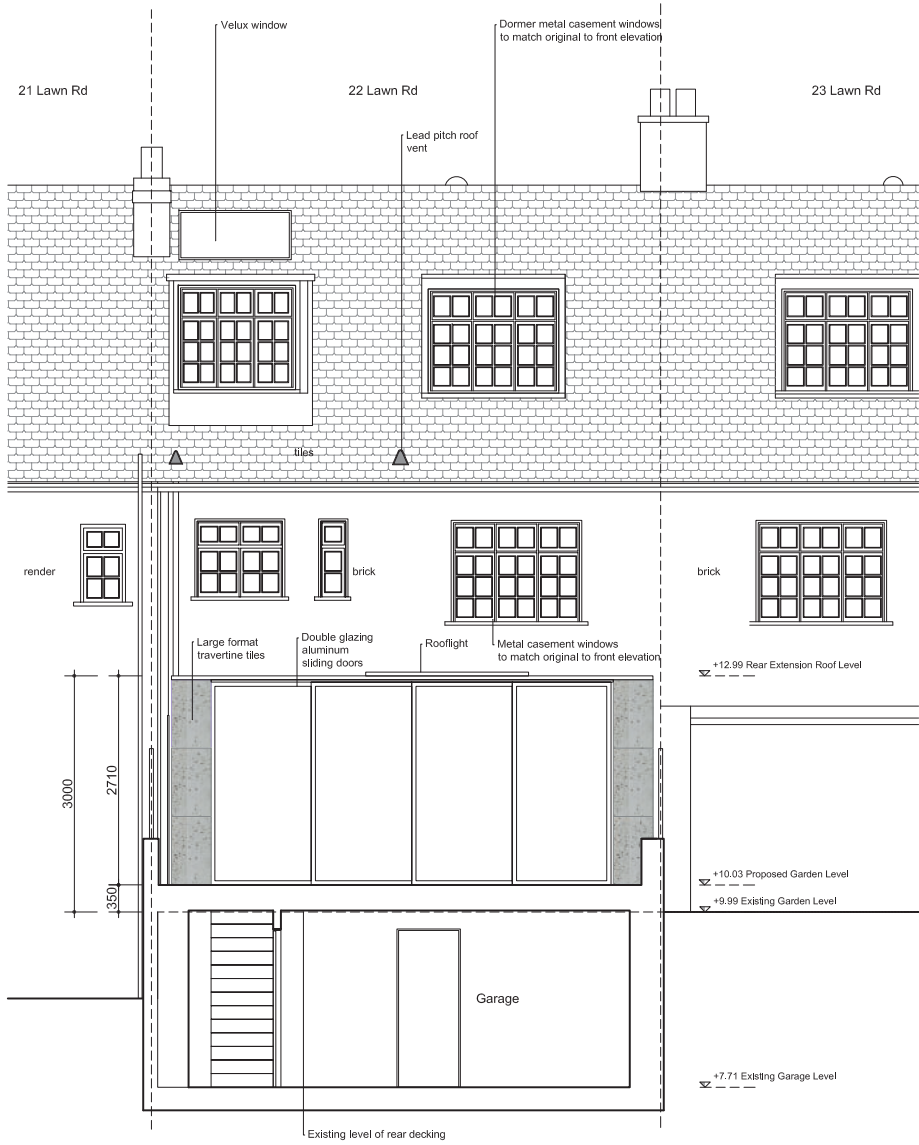 Velux window
Dormer metal casement windows
to match original to front elevation
21 Lawn Rd
22 Lawn Rd
23 Lawn Rd
Lead pitch roof
vent
tiles
render
brick
brick
Large format
travertine tiles
Double glazing
aluminum
sliding doors
Rooflight
Metal casement windows
to match original to front elevation
+12.99 Rear Extension Roof Level
3000
2710
350
+10.03 Proposed Garden Level
+9.99 Existing Garden Level
Garage
+7.71 Existing Garage Level
Existing level of rear decking